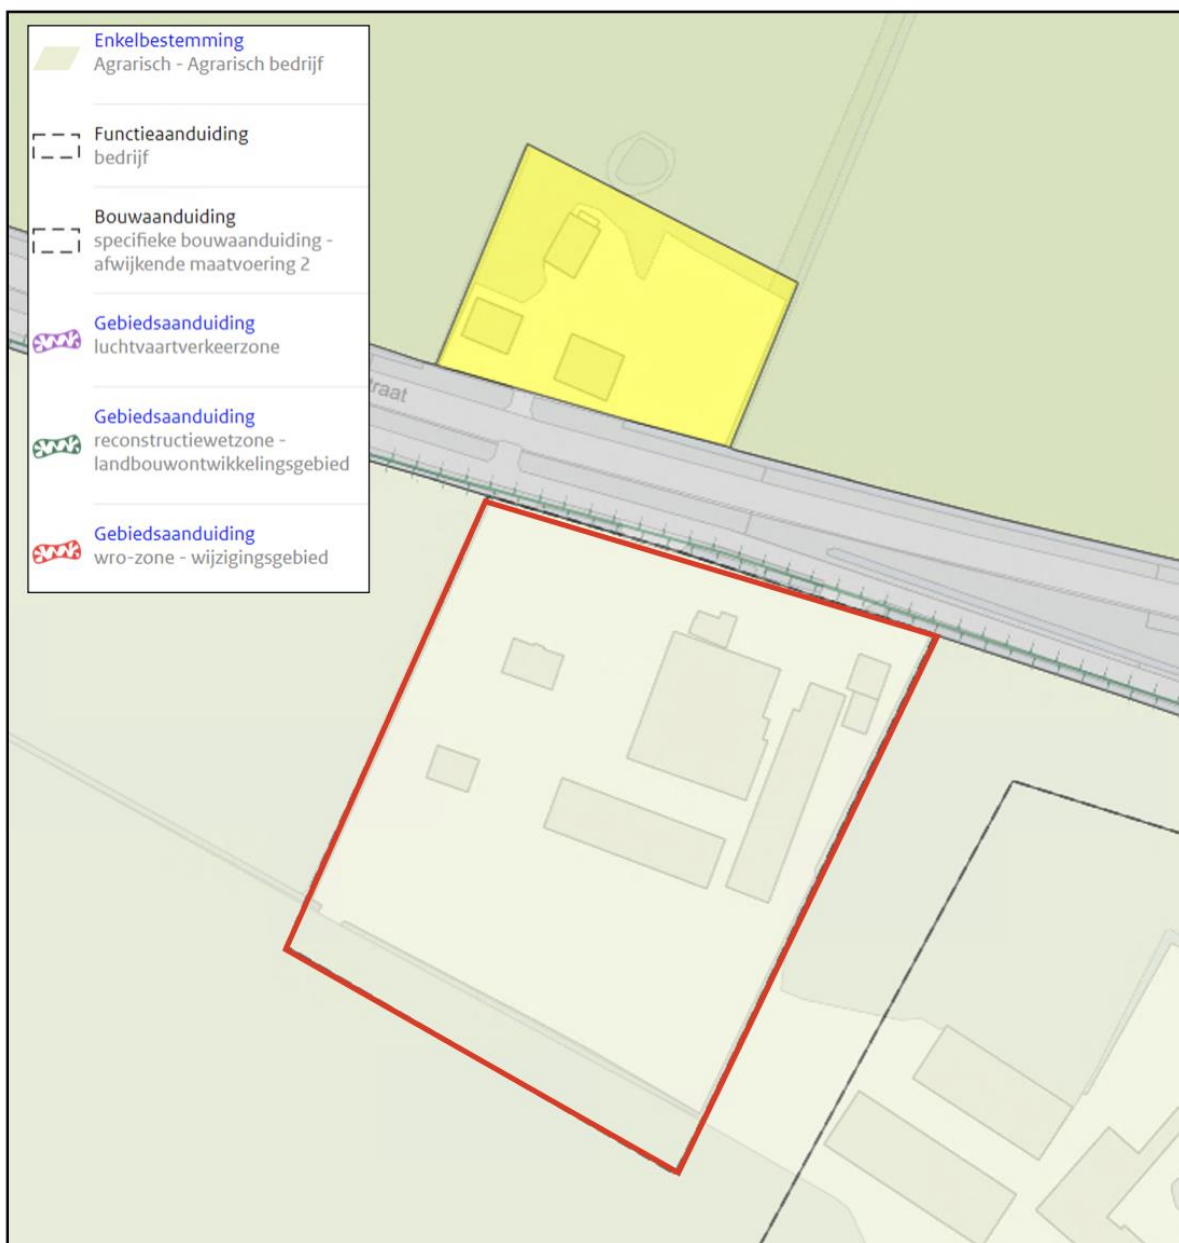 Enkelbestemming
Agrarisch - Agrarisch bedrijf
Functieaanduiding
bedrijf
Bouwaanduiding
specifieke bouwaanduiding -
afwijkende maatvoering 2
Gebiedsaanduiding
luchtvaartverkeerzone
Gebiedsaanduiding
reconstructiewetzone -
landbouwontwikkelingsgebied
Gebiedsaanduiding
wro-zone - wijzigingsgebied
traat